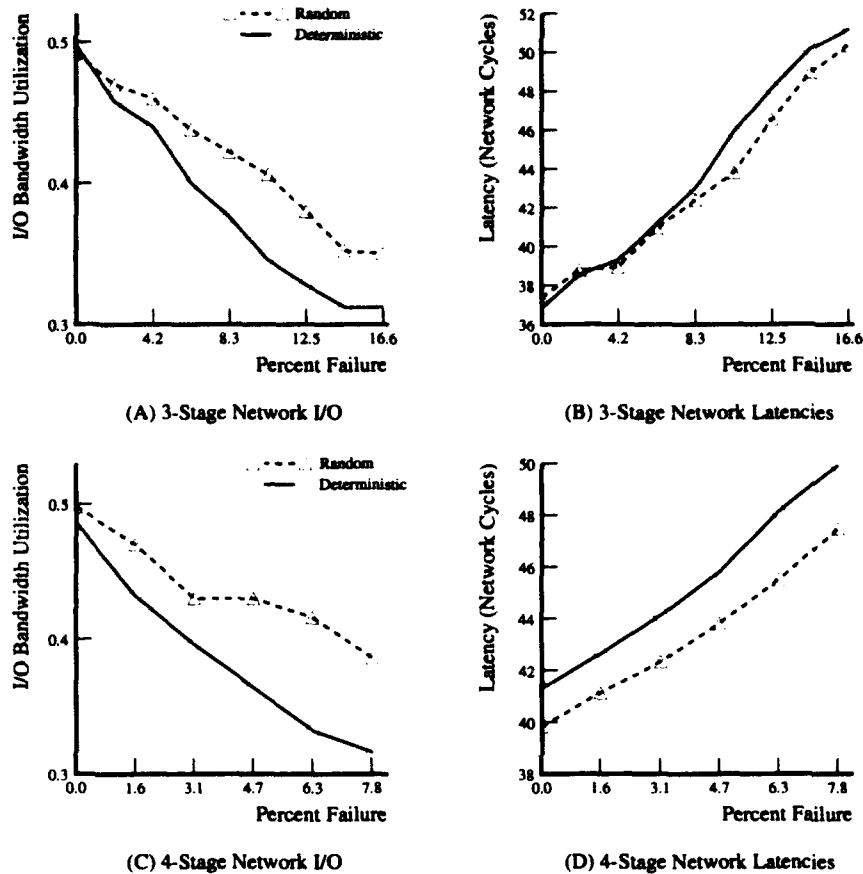 Random
Deterministic
I/O Bandwidth Utilization
0.5
0.4
0.3
0.0 4.2 8.3 12.5 16.6
Percent Failure
(A) 3-Stage Network I/O
Latency (Network Cycles)
52
50
48
46
44
42
40
38
36
0.0 4.2 8.3 12.5 16.6
Percent Failure
(B) 3-Stage Network Latencies
Random
Deterministic
I/O Bandwidth Utilization
0.5
0.4
0.3
0.0 1.6 3.1 4.7 6.3 7.8
Percent Failure
(C) 4-Stage Network I/O
Latency (Network Cycles)
50
48
46
44
42
40
38
0.0 1.6 3.1 4.7 6.3 7.8
Percent Failure
(D) 4-Stage Network Latencies